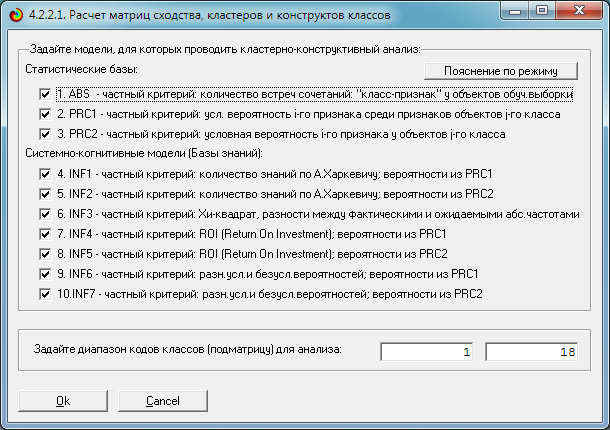 4.2.2.1. Расчет матриц сходства, кластеров и конструктов классов
Задайте модели, для которых проводить кластерно-конструктивный анализ:
Статистические базы:
Пояснение по режиму
1. ABS - частный критерий: количество встреч сочетаний: "класс-признак" у объектов обуч.выборки
2. PRC1 - частный критерий: усл. вероятность i-го признака среди признаков объектов j-го класса
3. PRC2 - частный критерий: условная вероятность i-го признака у объектов j-го класса
Системно-когнитивные модели (Базы знаний):
4. INF1 - частный критерий: количество знаний по А.Харкевичу; вероятности из PRC1
5. INF2 - частный критерий: количество знаний по А.Харкевичу; вероятности из PRC2
6. INF3 - частный критерий: Хи-квадрат, разности между фактическими и ожидаемыми абс.частотами
7. INF4 - частный критерий: ROI (Return On Investment); вероятности из PRC1
8. INF5 - частный критерий: ROI (Return On Investment); вероятности из PRC2
9. INF6 - частный критерий: разн.усл.и безусл.вероятностей; вероятности из PRC1
10.INF7 - частный критерий: разн.усл.и безусл.вероятностей; вероятности из PRC2
Задайте диапазон кодов классов (подматрицу) для анализа: 1 18
Ok Cancel